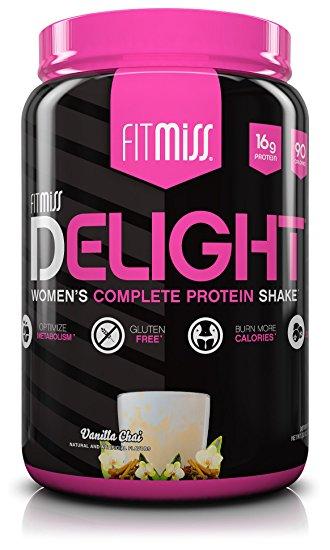 FITMISS
16g
PROTEIN
90
CALORIES
FITMISS
DELIGHT
WOMEN'S COMPLETE PROTEIN SHAKE
OPTIMIZE
METABOLISM*
GLUTEN
FREE*
BURN MORE
CALORIES*
Vanilla Chai
NATURAL AND ARTIFICIAL FLAVORS